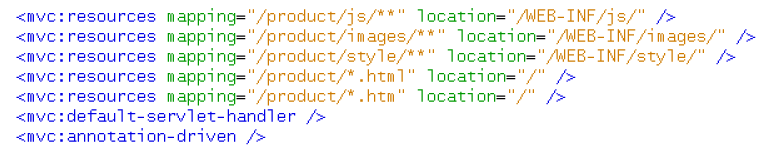 <mvc:resources mapping="/product/js/**" location="/WEB-INF/js/" />
<mvc:resources mapping="/product/images/**" location="/WEB-INF/images/" />
<mvc:resources mapping="/product/style/**" location="/WEB-INF/style/" />
<mvc:resources mapping="/product/*.html" location="/" />
<mvc:resources mapping="/product/*.htm" location="/" />
<mvc:default-servlet-handler />
<mvc:annotation-driven />